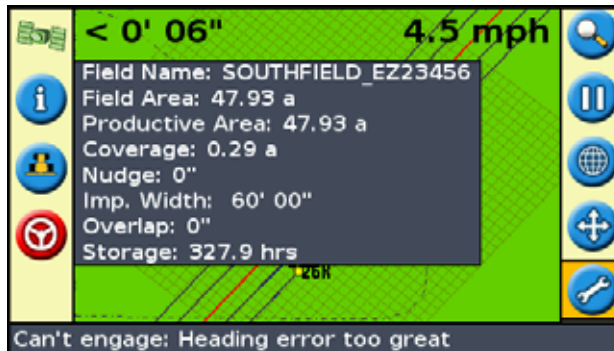 < 0' 06" 4.5 mph
Field Name: SOUTHFIELD_EZ23456
Field Area: 47.93 a
Productive Area: 47.93 a
Coverage: 0.29 a
Nudge: 0"
Imp. Width: 60' 00"
Overlap: 0"
Storage: 327.9 hrs
Can't engage: Heading error too great